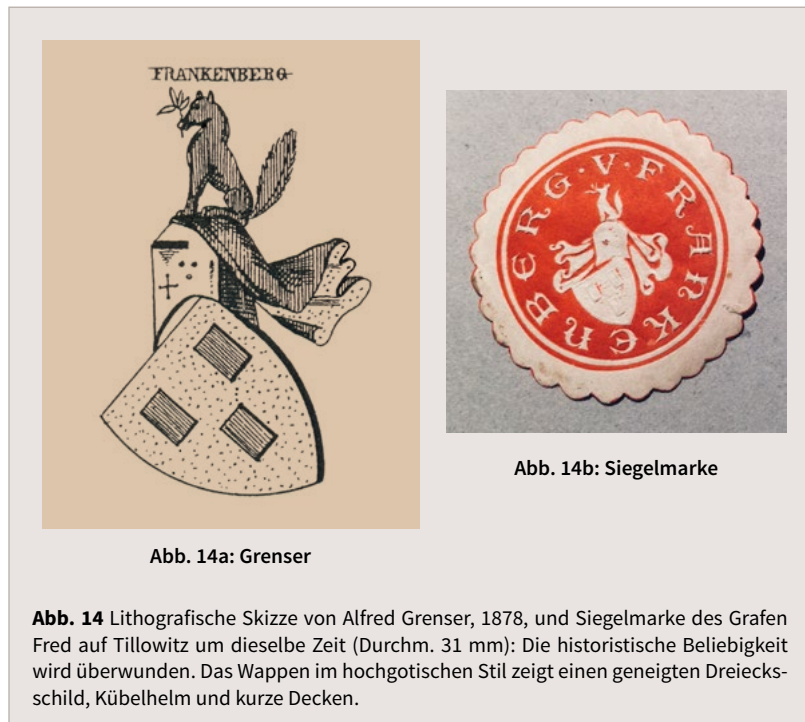 FRANKENBERG
V·FRANKENBERG·
Abb. 14b: Siegelmarke
Abb. 14a: Grenser
Abb. 14 Lithografische Skizze von Alfred Grenser, 1878, und Siegelmarke des Grafen
Fred auf Tillowitz um dieselbe Zeit (Durchm. 31 mm): Die historistische Beliebigkeit
wird überwunden. Das Wappen im hochgotischen Stil zeigt einen geneigten Dreiecks-
schild, Kübelhelm und kurze Decken.